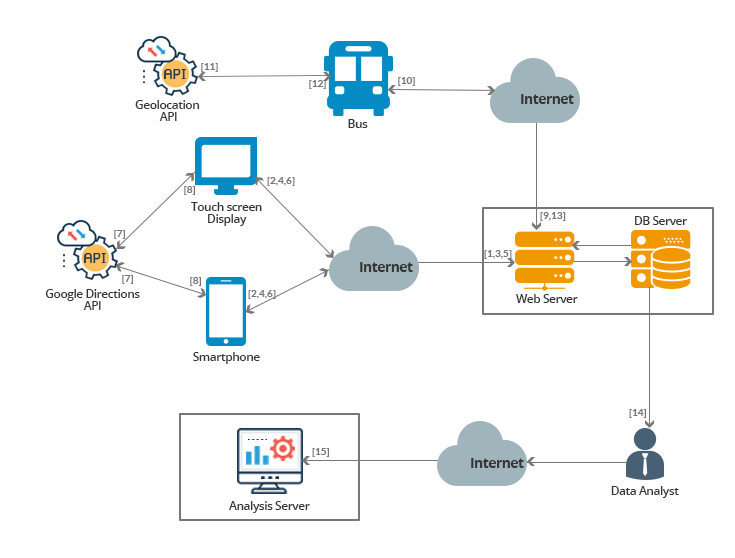 API
[11]
Geolocation
API
[12]
[10]
Bus
Internet
Touch screen
Display
[8]
[2,4,6]
[7]
API
Google Directions
API
[7]
[8]
[2,4,6]
Smartphone
Internet
[1,3,5]
[9,13]
Web Server
DB Server
[14]
Data Analyst
Internet
[15]
Analysis Server